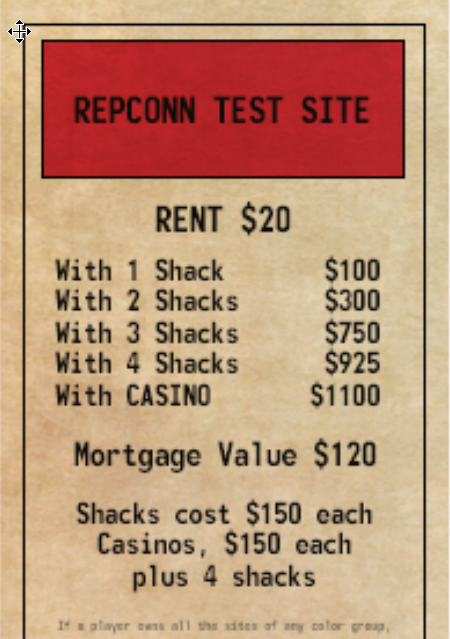 REPCONN TEST SITE
RENT $20
With 1 Shack $100
With 2 Shacks $300
With 3 Shacks $750
With 4 Shacks $925
With CASINO $1100
Mortgage Value $120
Shacks cost $150 each
Casinos, $150 each
plus 4 shacks
If a player owns all the sites of any color group,